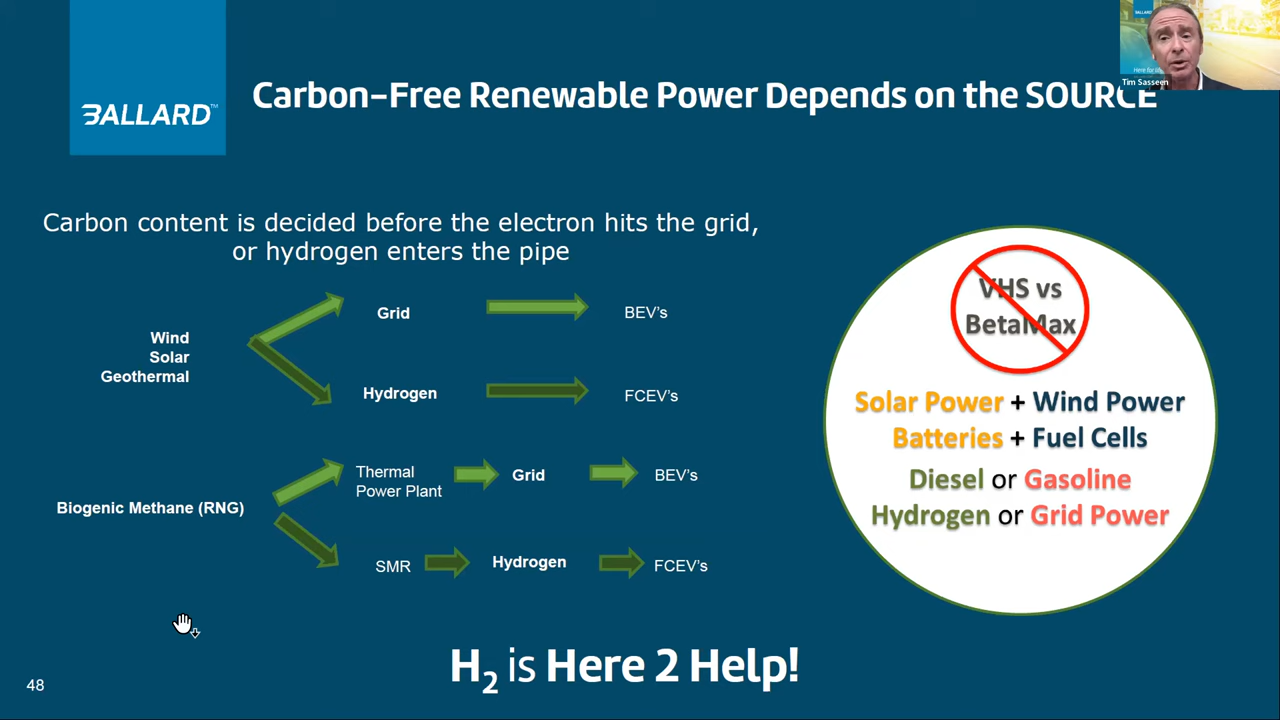 BALLARD™
Carbon-Free Renewable Power Depends on the SOURCE
BALLARD
Tim Sasseen
Carbon content is decided before the electron hits the grid,
or hydrogen enters the pipe
Wind
Solar
Geothermal
Grid
BEV's
Hydrogen
FCEV's
Biogenic Methane (RNG)
Thermal
Power Plant
Grid
BEV's
SMR
Hydrogen
FCEV's
VHS vs
BetaMax
Solar Power + Wind Power
Batteries + Fuel Cells
Diesel or Gasoline
Hydrogen or Grid Power
H₂ is Here 2 Help!
48